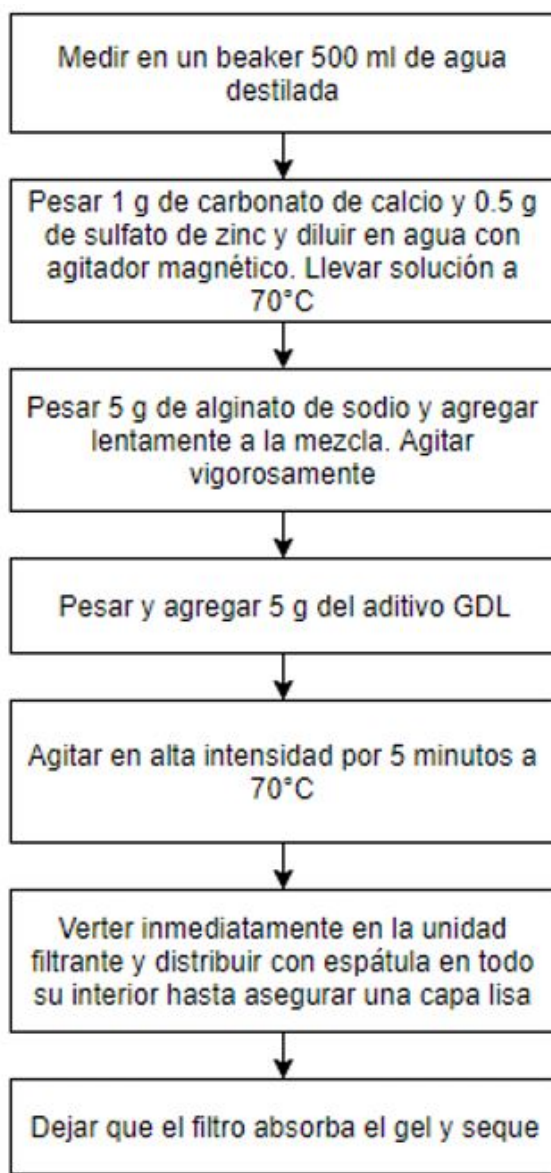 Medir en un beaker 500 ml de agua
destilada
Pesar 1 g de carbonato de calcio y 0.5 g
de sulfato de zinc y diluir en agua con
agitador magnético. Llevar solución a
70°C
Pesar 5 g de alginato de sodio y agregar
lentamente a la mezcla. Agitar
vigorosamente
Pesar y agregar 5 g del aditivo GDL
Agitar en alta intensidad por 5 minutos a
70°C
Verter inmediatamente en la unidad
filtrante y distribuir con espátula en todo
su interior hasta asegurar una capa lisa
Dejar que el filtro absorba el gel y seque